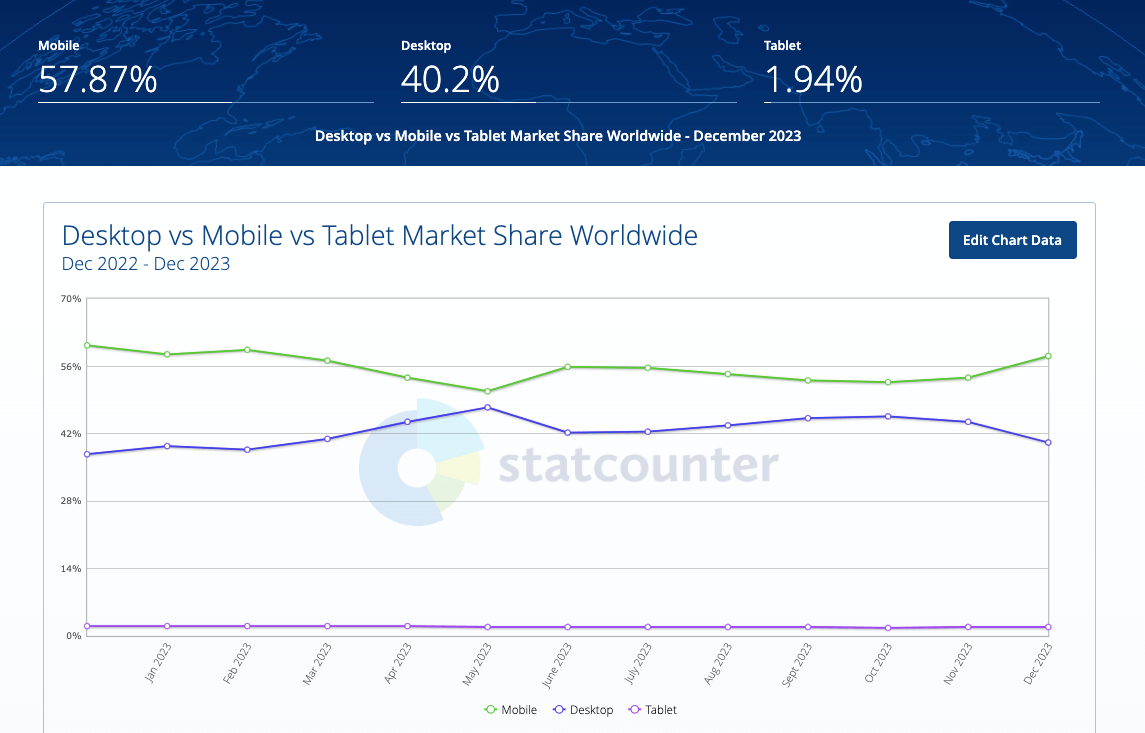 Mobile
57.87%
Desktop
40.2%
Tablet
1.94%
Desktop vs Mobile vs Tablet Market Share Worldwide - December 2023
Desktop vs Mobile vs Tablet Market Share Worldwide
Dec 2022 - Dec 2023
Edit Chart Data
70%
56%
42%
28%
14%
0%
statcounter
Jan 2023
Feb 2023
Mar 2023
Apr 2023
May 2023
June 2023
July 2023
Aug 2023
Sept 2023
Oct 2023
Nov 2023
Dec 2023
Mobile Desktop Tablet